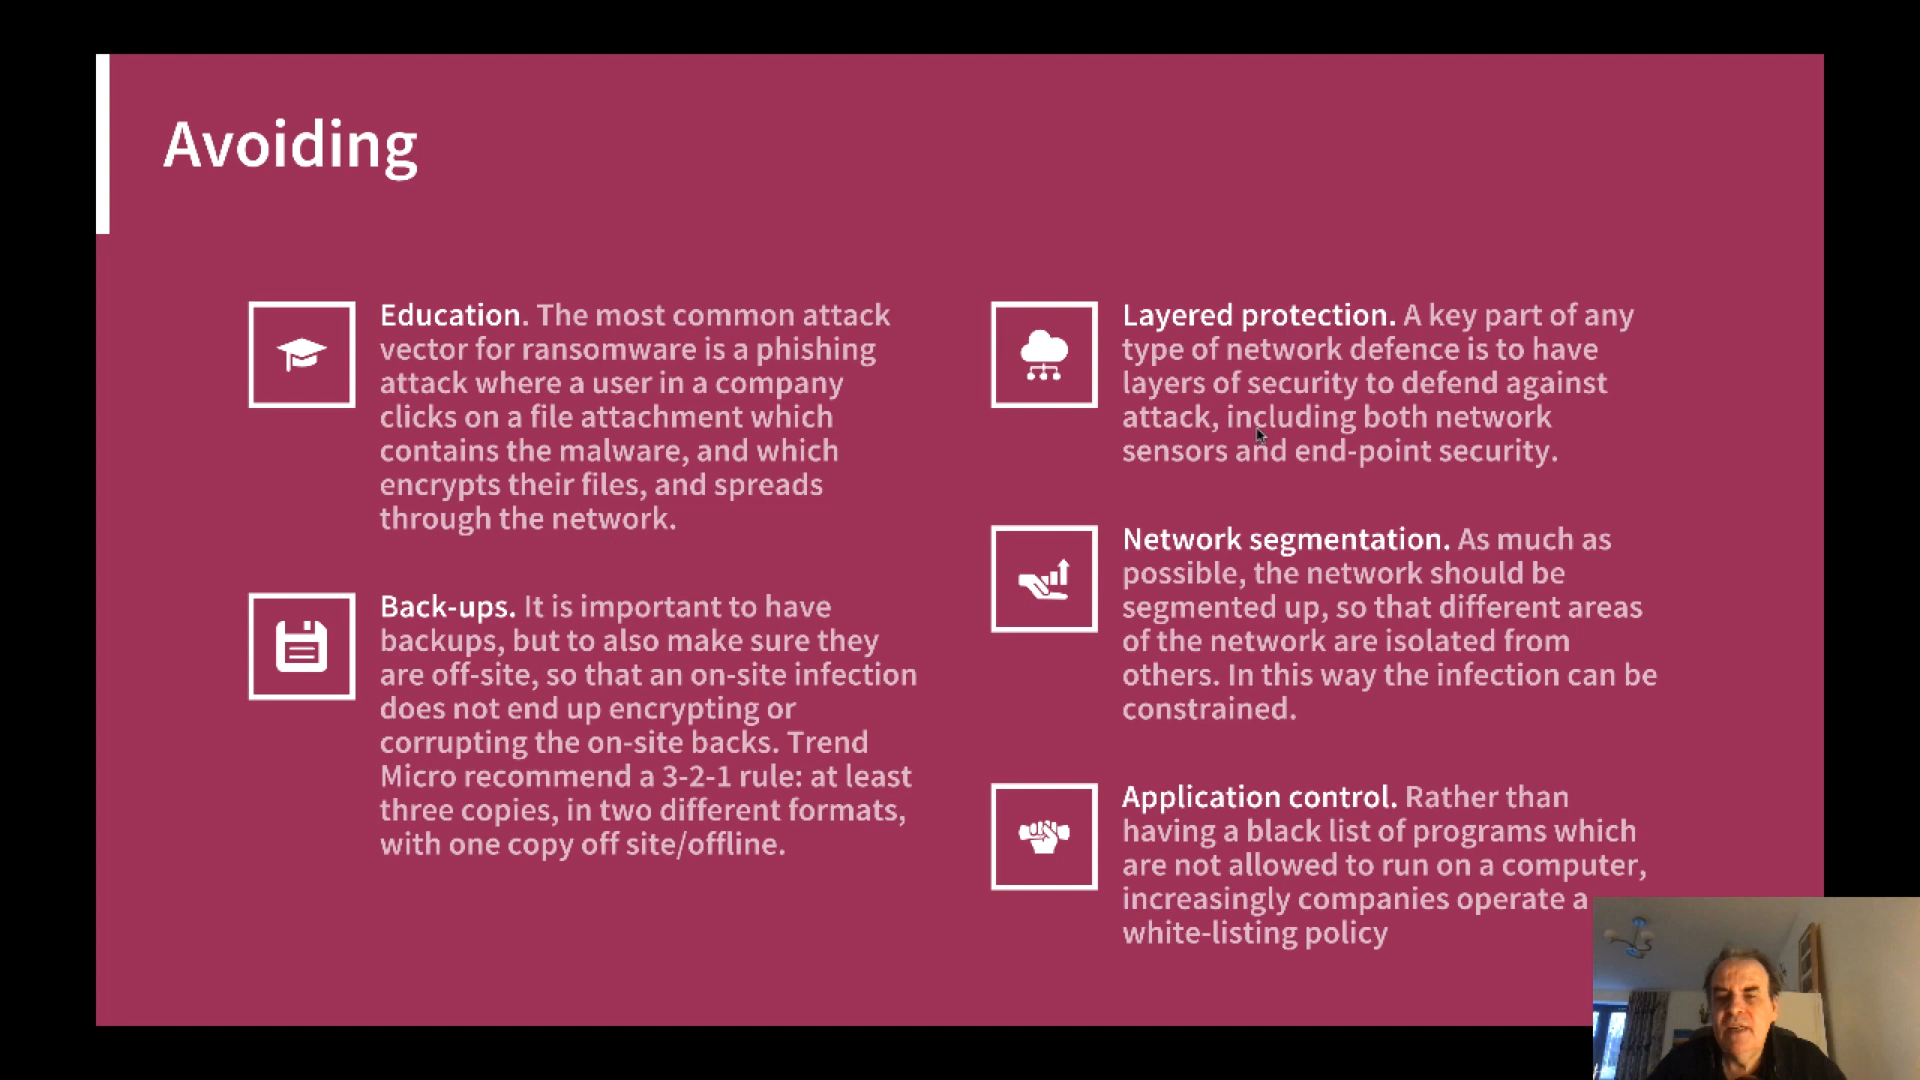 Avoiding
Education. The most common attack
vector for ransomware is a phishing
attack where a user in a company
clicks on a file attachment which
contains the malware, and which
encrypts their files, and spreads
through the network.
Back-ups. It is important to have
backups, but to also make sure they
are off-site, so that an on-site infection
does not end up encrypting or
corrupting the on-site backs. Trend
Micro recommend a 3-2-1 rule: at least
three copies, in two different formats,
with one copy off site/offline.
Layered protection. A key part of any
type of network defence is to have
layers of security to defend against
attack, including both network
sensors and end-point security.
Network segmentation. As much as
possible, the network should be
segmented up, so that different areas
of the network are isolated from
others. In this way the infection can be
constrained.
Application control. Rather than
having a black list of programs which
are not allowed to run on a computer,
increasingly companies operate a
white-listing policy